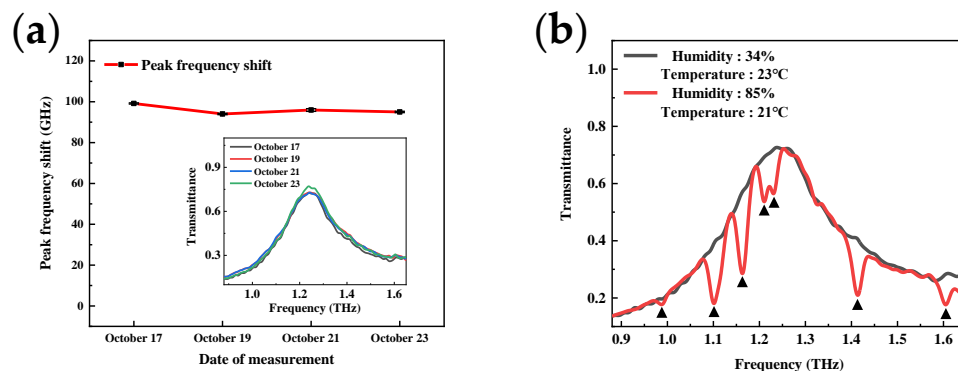 (a)
Peak frequency shift (GHz)
120
100
80
60
40
20
0
Peak frequency shift
October 17
October 19
October 21
October 23
Transmittance
0.9
0.6
0.3
1.0
1.2
1.4
1.6
Frequency (THz)
October 17
October 19
October 21
October 23
Date of measurement
(b)
Transmittance
1.0
0.8
0.6
0.4
0.2
Humidity : 34%
Temperature : 23°C
Humidity : 85%
Temperature : 21°C
0.9
1.0
1.1
1.2
1.3
1.4
1.5
1.6
Frequency (THz)